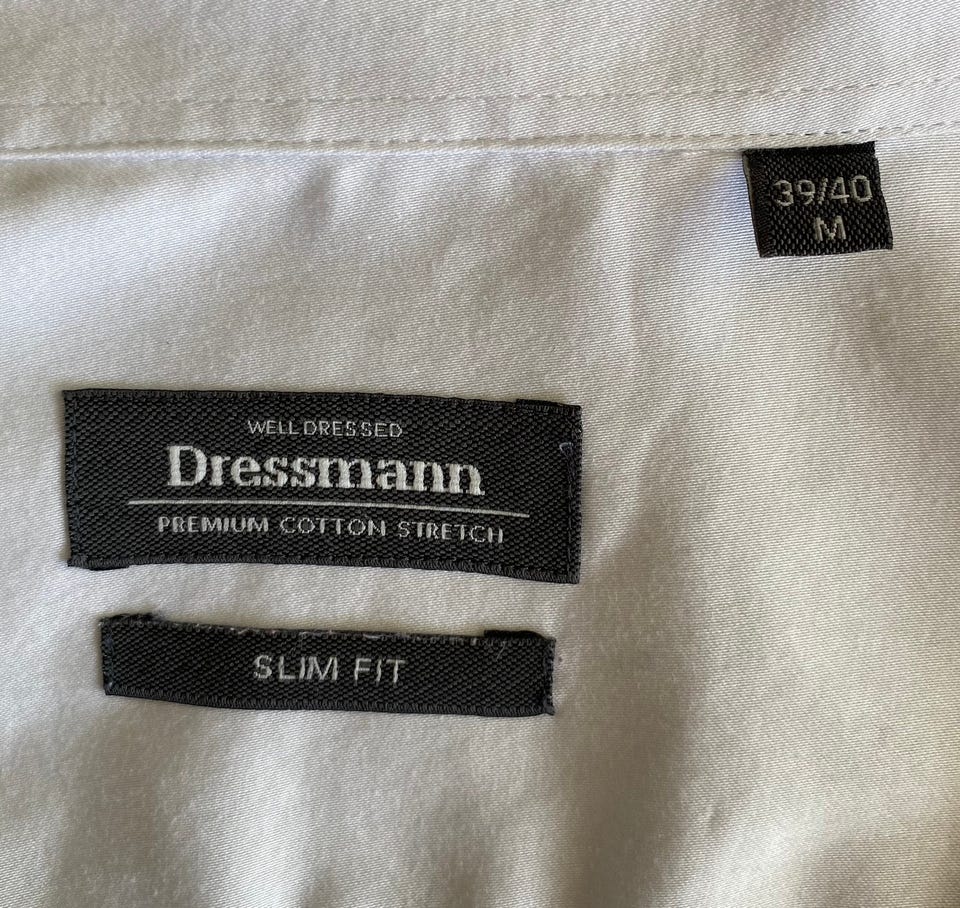 39/40
M
WELL DRESSED
Dressmann
PREMIUM COTTON STRETCH
SLIM FIT